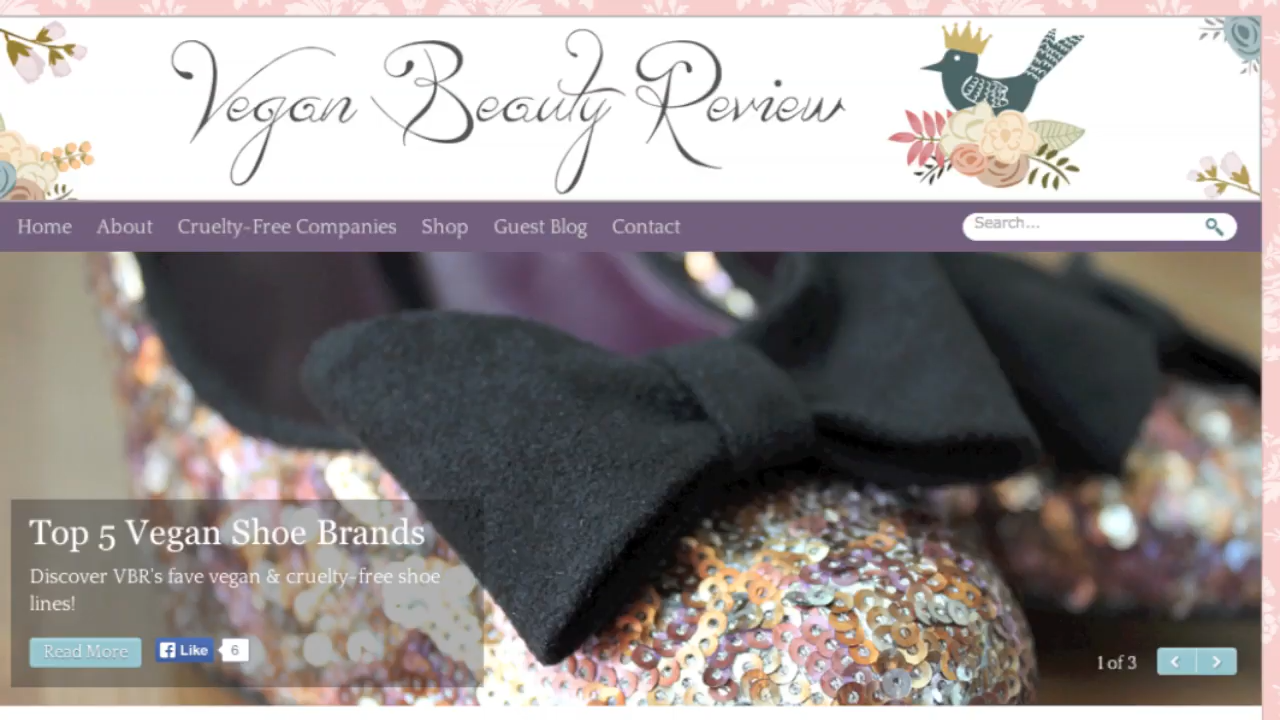 Vegan Beauty Review
Home About Cruelty-Free Companies Shop Guest Blog Contact Search...
Top 5 Vegan Shoe Brands
Discover VBR's fave vegan & cruelty-free shoe
lines!
Read More Like 6
1 of 3